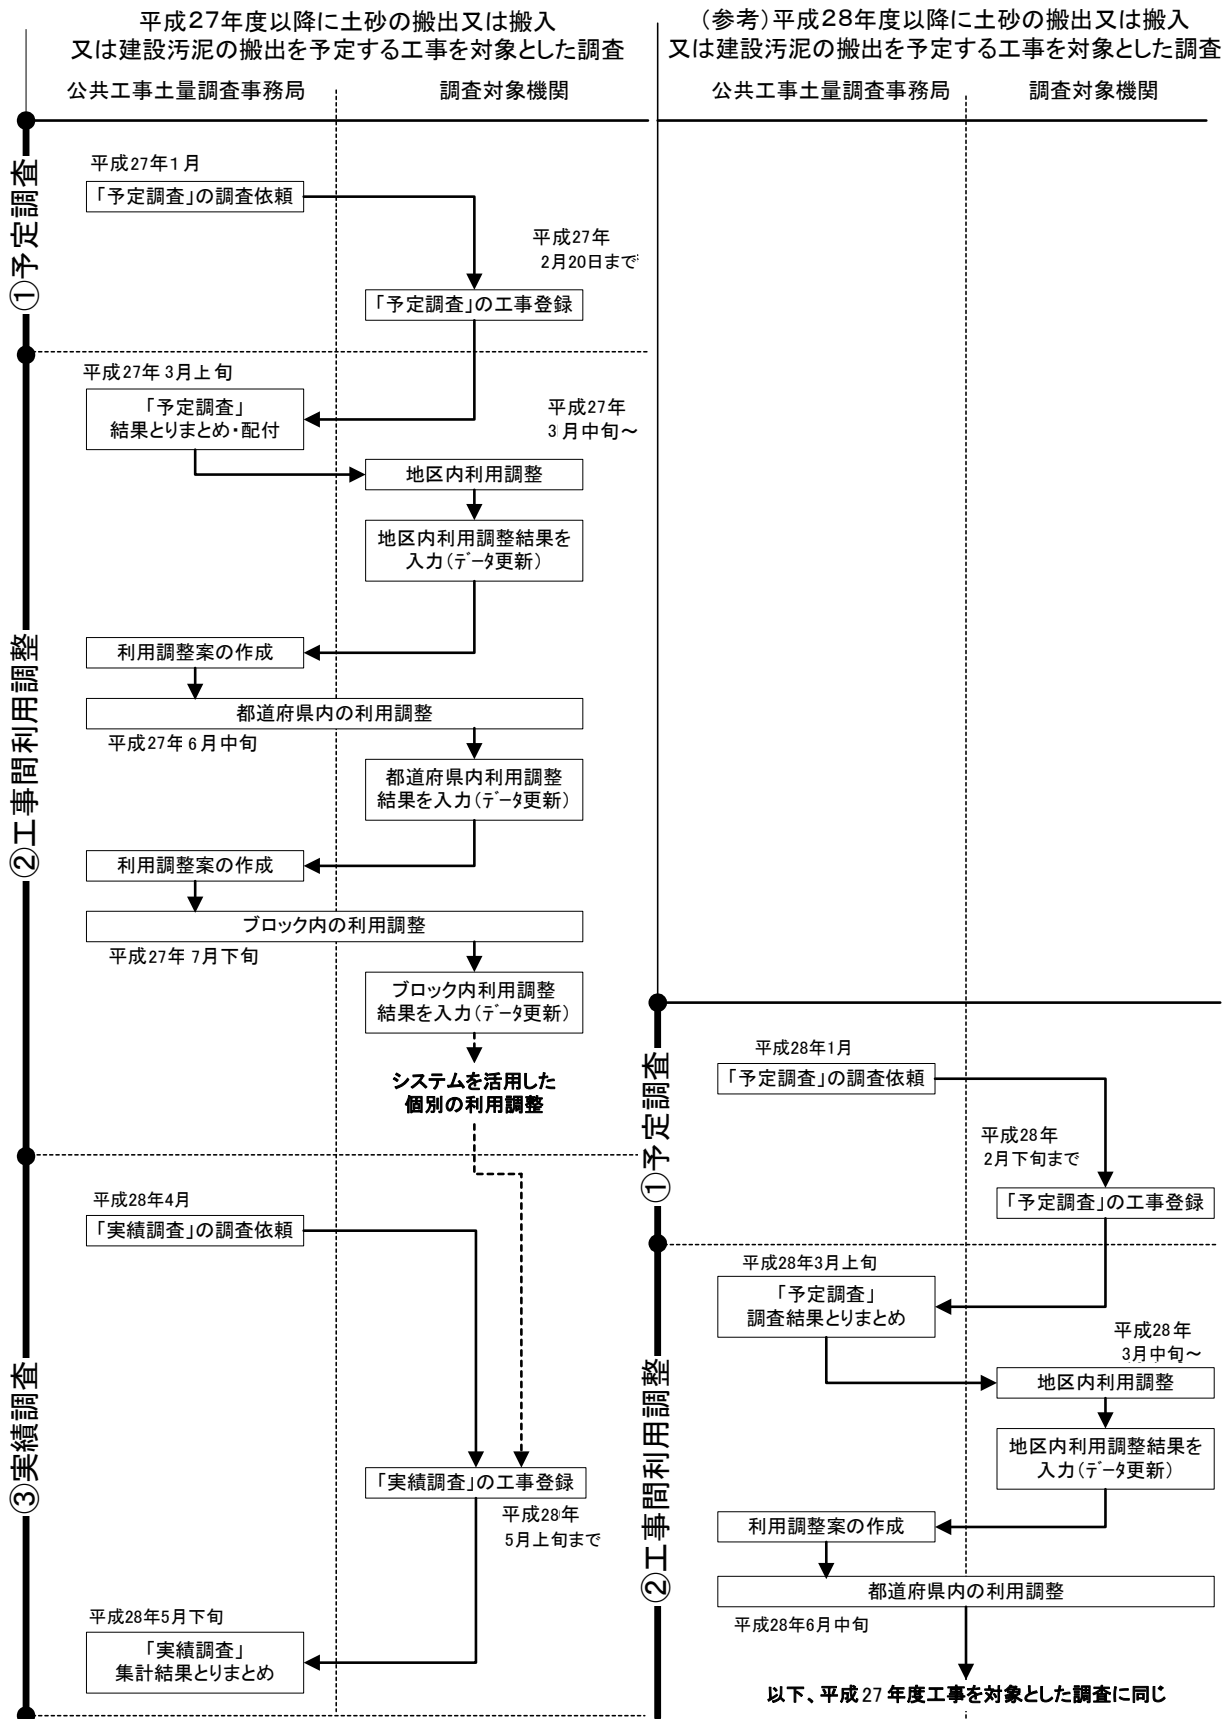 平成27年度以降に土砂の搬出又は搬入
又は建設汚泥の搬出を予定する工事を対象とした調査
公共工事土量調査事務局
調査対象機関
①予定調査
平成27年1月
「予定調査」の調査依頼
平成27年
2月20日まで
「予定調査」の工事登録
②工事間利用調整
平成27年 3月上旬
「予定調査」
結果とりまとめ・配付
平成27年
3月中旬～
地区内利用調整
地区内利用調整結果を
入力(データ更新)
利用調整案の作成
都道府県内の利用調整
平成27年 6月中旬
都道府県内利用調整
結果を入力(データ更新)
利用調整案の作成
ブロック内の利用調整
平成27年 7月下旬
ブロック内利用調整
結果を入力(データ更新)
システムを活用した
個別の利用調整
③実績調査
平成28年4月
「実績調査」の調査依頼
「実績調査」の工事登録
平成28年
5月上旬まで
平成28年5月下旬
「実績調査」
集計結果とりまとめ
(参考)平成28年度以降に土砂の搬出又は搬入
又は建設汚泥の搬出を予定する工事を対象とした調査
公共工事土量調査事務局
調査対象機関
①予定調査
平成28年1月
「予定調査」の調査依頼
平成28年
2月下旬まで
「予定調査」の工事登録
②工事間利用調整
平成28年3月上旬
「予定調査」
調査結果とりまとめ
平成28年
3月中旬～
地区内利用調整
地区内利用調整結果を
入力(データ更新)
利用調整案の作成
都道府県内の利用調整
平成28年6月中旬
以下、平成27年度工事を対象とした調査に同じ